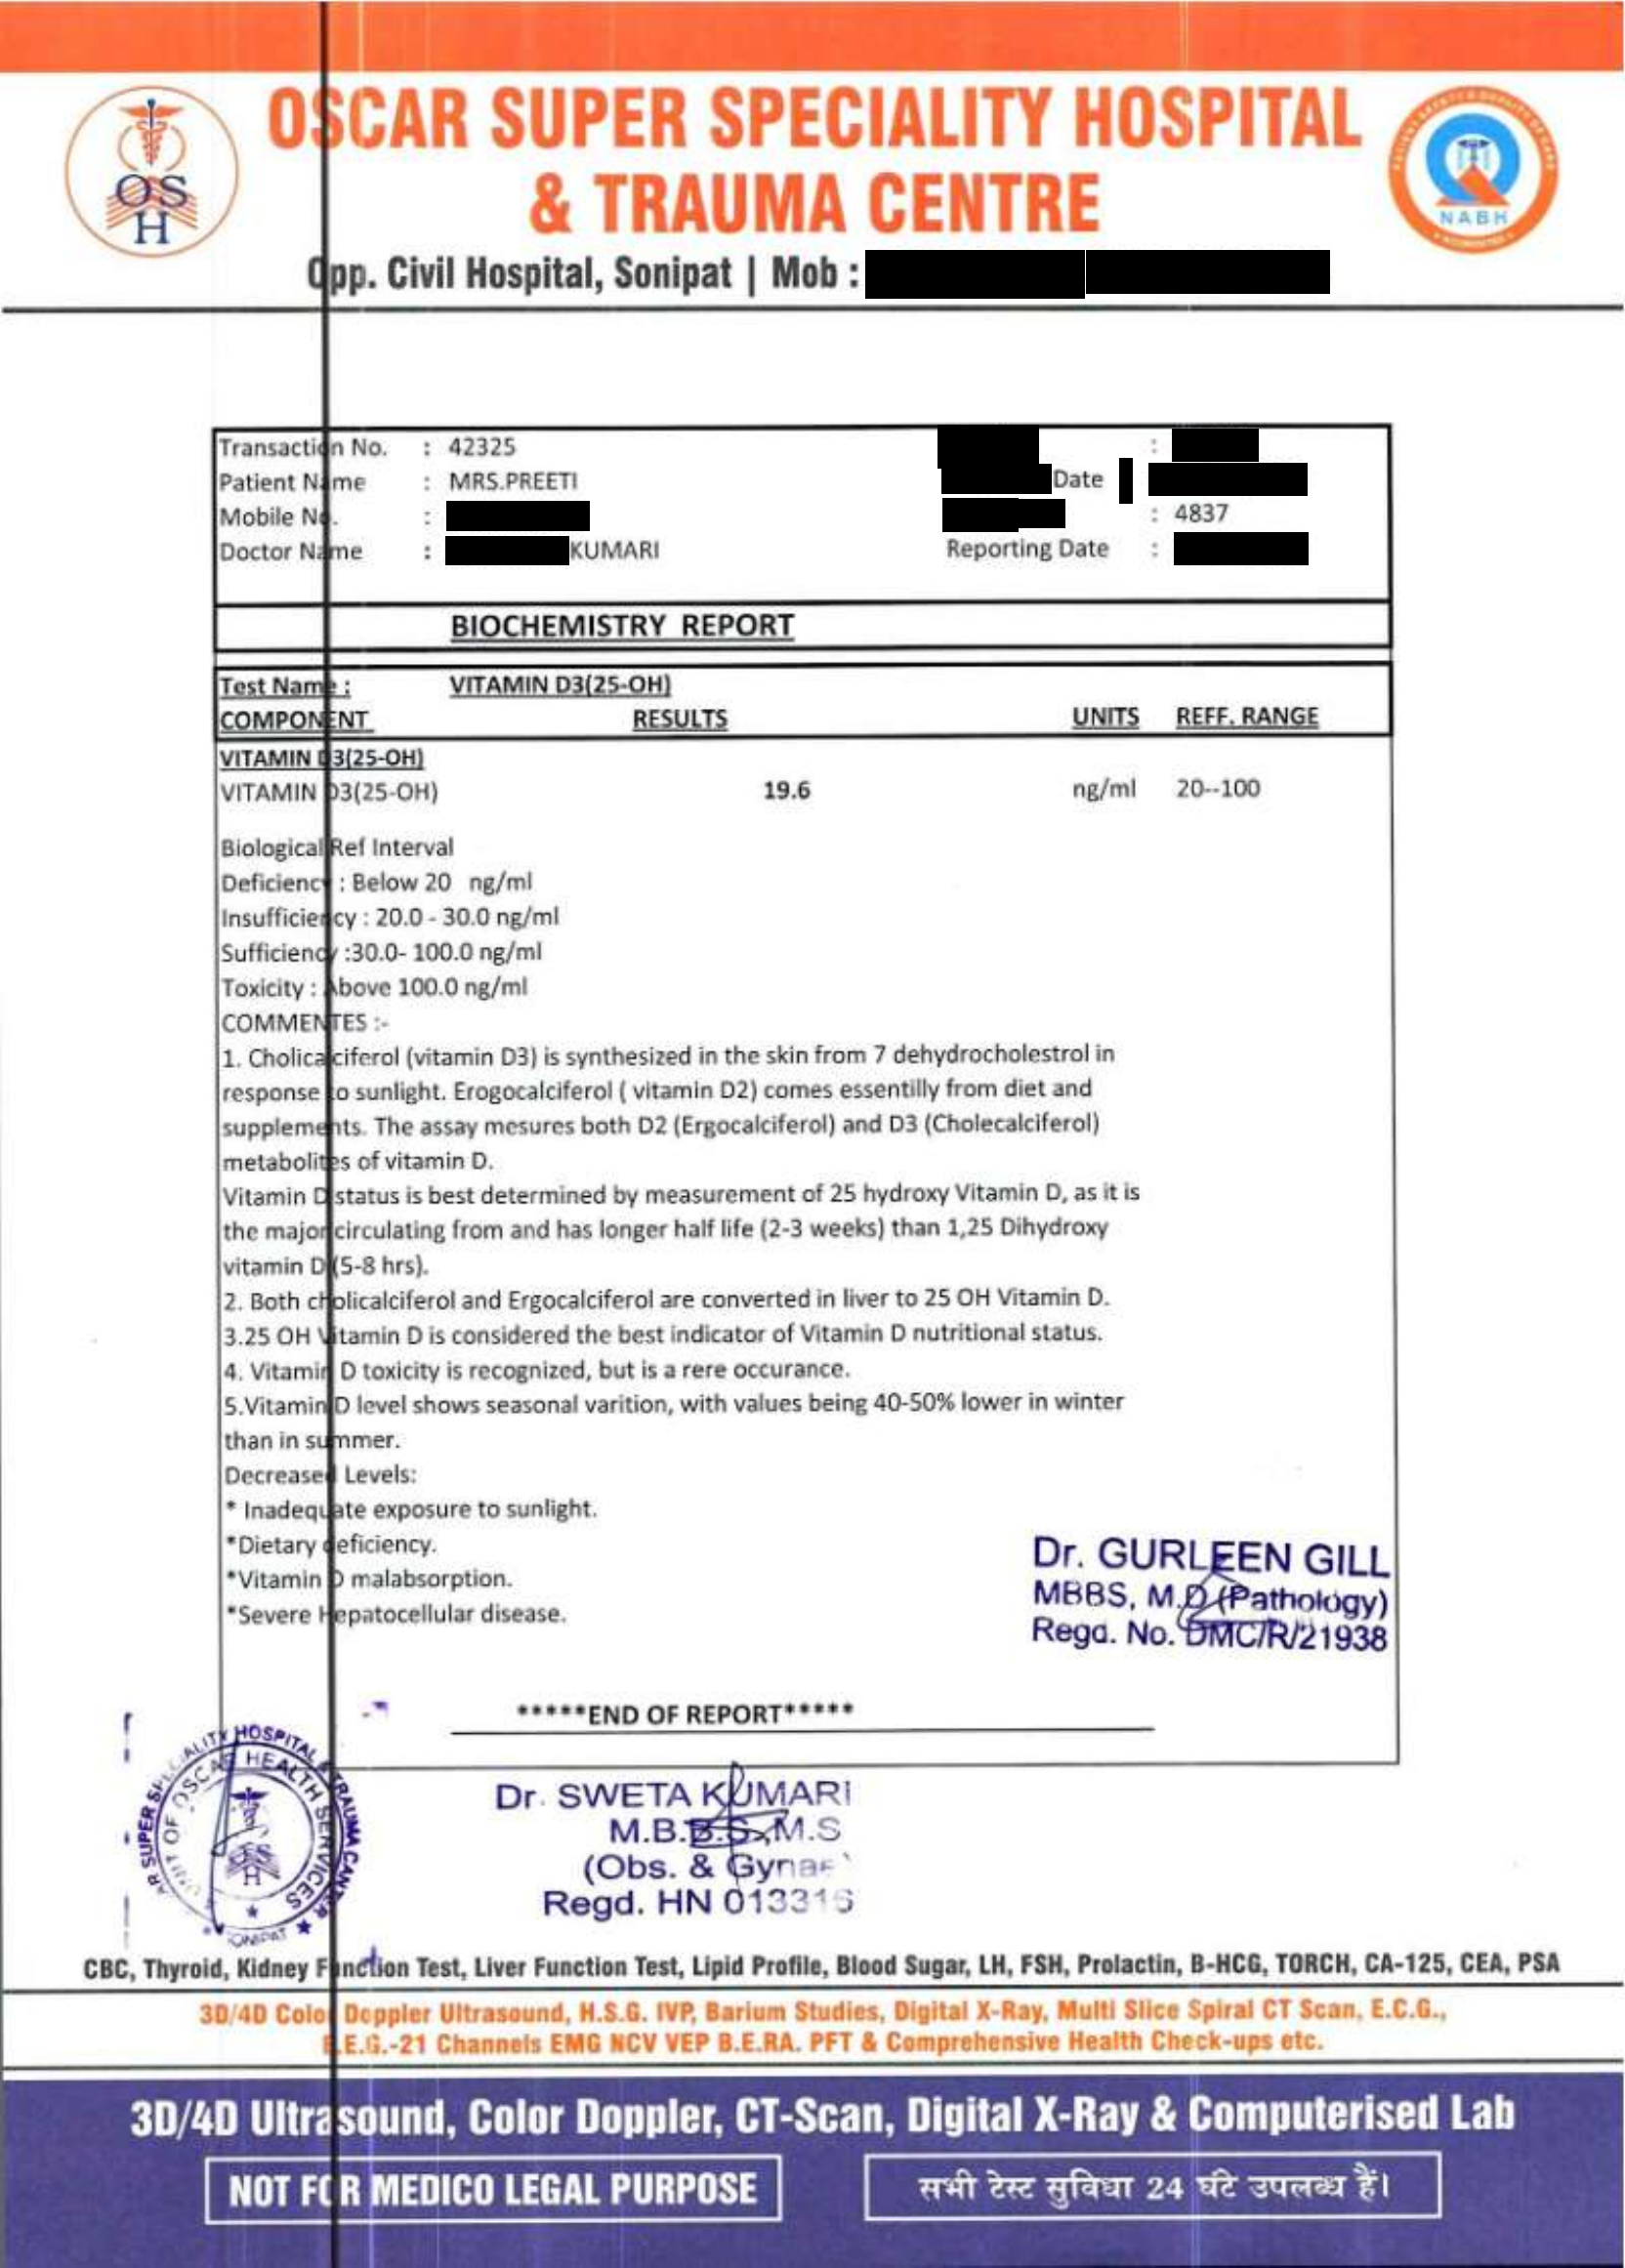 OSCAR SUPER SPECIALITY HOSPITAL
& TRAUMA CENTRE
Opp. Civil Hospital, Sonipat | Mob :
OSH
NABH
Transaction No. : 42325
Patient Name : MRS.PREETI
Date
Mobile No. :
: 4837
Doctor Name : KUMARI
Reporting Date :
BIOCHEMISTRY REPORT
Test Name : VITAMIN D3(25-OH)
COMPONENT RESULTS UNITS REFF. RANGE
VITAMIN D3(25-OH)
VITAMIN D3(25-OH) 19.6 ng/ml 20--100
Biological Ref Interval
Deficiency : Below 20 ng/ml
Insufficiency : 20.0 - 30.0 ng/ml
Sufficiency :30.0- 100.0 ng/ml
Toxicity : Above 100.0 ng/ml
COMMENTES :-
1. Cholicalciferol (vitamin D3) is synthesized in the skin from 7 dehydrocholestrol in
response to sunlight. Erogocalciferol ( vitamin D2) comes essentilly from diet and
supplements. The assay mesures both D2 (Ergocalciferol) and D3 (Cholecalciferol)
metabolites of vitamin D.
Vitamin D status is best determined by measurement of 25 hydroxy Vitamin D, as it is
the major circulating from and has longer half life (2-3 weeks) than 1,25 Dihydroxy
vitamin D (5-8 hrs).
2. Both cholicalciferol and Ergocalciferol are converted in liver to 25 OH Vitamin D.
3.25 OH Vitamin D is considered the best indicator of Vitamin D nutritional status.
4. Vitamin D toxicity is recognized, but is a rere occurance.
5.Vitamin D level shows seasonal varition, with values being 40-50% lower in winter
than in summer.
Decreased Levels:
* Inadequate exposure to sunlight.
*Dietary deficiency.
*Vitamin D malabsorption.
*Severe Hepatocellular disease.
Dr. GURLEEN GILL
MBBS, M.D (Pathology)
Regd. No. DMC/R/21938
*****END OF REPORT*****
SUPER SPECIALITY HOSPITAL & TRAUMA CANTER
UNIT OF OSCAR HEALTH SERVICES
SONIPAT
Dr. SWETA KUMARI
M.B.B.S., M.S
(Obs. & Gynae)
Regd. HN 013316
CBC, Thyroid, Kidney Function Test, Liver Function Test, Lipid Profile, Blood Sugar, LH, FSH, Prolactin, B-HCG, TORCH, CA-125, CEA, PSA
3D/4D Color Doppler Ultrasound, H.S.G. IVP, Barium Studies, Digital X-Ray, Multi Slice Spiral CT Scan, E.C.G.,
E.E.G.-21 Channels EMG NCV VEP B.E.RA. PFT & Comprehensive Health Check-ups etc.
3D/4D Ultrasound, Color Doppler, CT-Scan, Digital X-Ray & Computerised Lab
NOT FOR MEDICO LEGAL PURPOSE
सभी टेस्ट सुविधा 24 घंटे उपलब्ध हैं।